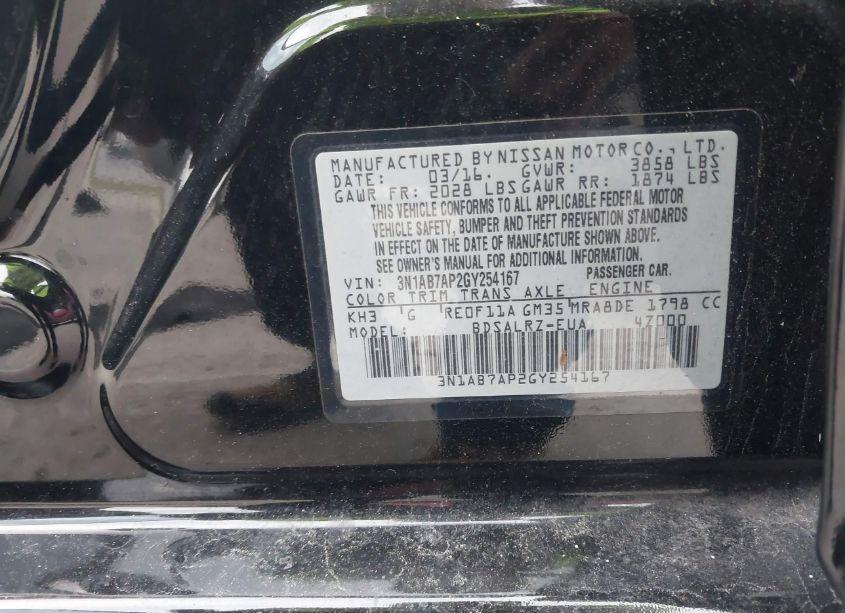 MANUFACTURED BY NISSAN MOTOR CO., LTD.
DATE: 03/16. GVWR: 3858 LBS
GAWR FR: 2028 LBS GAWR RR: 1874 LBS
THIS VEHICLE CONFORMS TO ALL APPLICABLE FEDERAL MOTOR
VEHICLE SAFETY, BUMPER AND THEFT PREVENTION STANDARDS
IN EFFECT ON THE DATE OF MANUFACTURE SHOWN ABOVE.
SEE OWNER'S MANUAL FOR ADDITIONAL INFORMATION.
VIN: 3N1AB7AP2GY254167 PASSENGER CAR.
COLOR TRIM TRANS AXLE ENGINE
KH3 'G 'RE0F11A GM35'MRA8DE 1798 CC
MODEL: BDSALRZ-EUA 4Z000
3N1AB7AP2GY254167